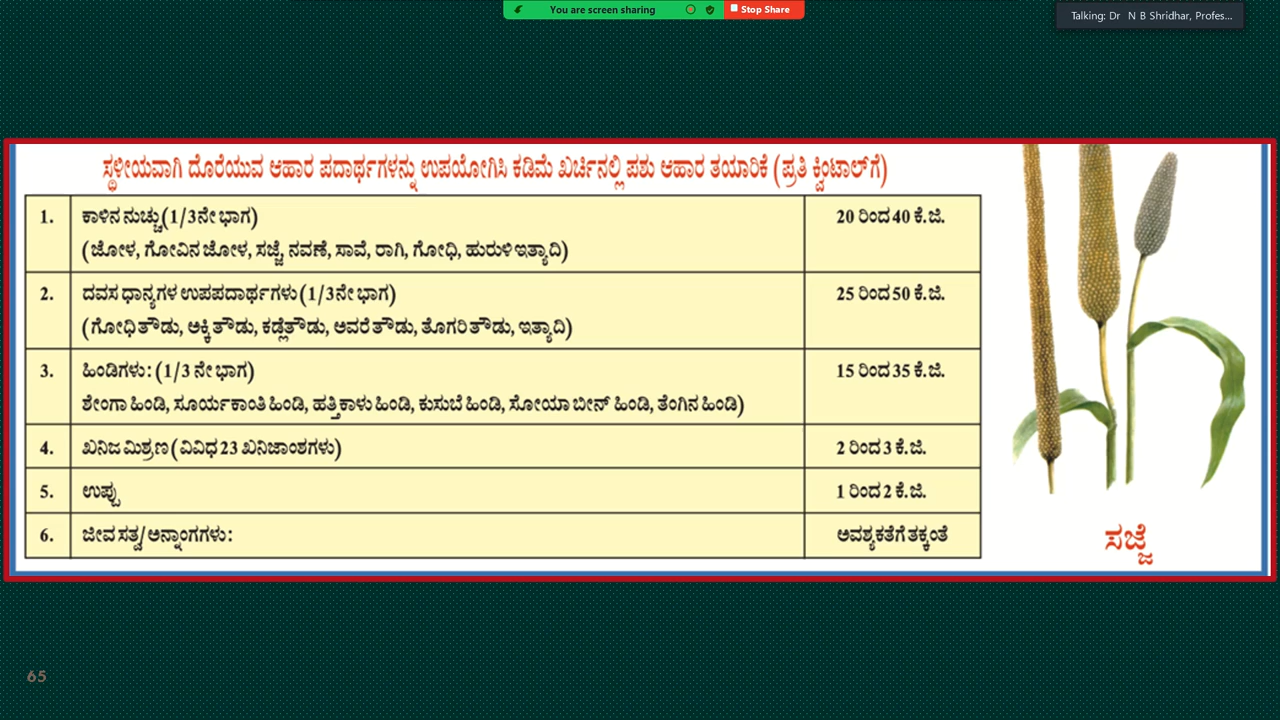 You are screen sharing
Stop Share
Talking: Dr N B Shridhar, Profes...
ಸ್ಥಳೀಯವಾಗಿ ದೊರೆಯುವ ಆಹಾರ ಪದಾರ್ಥಗಳನ್ನು ಉಪಯೋಗಿಸಿ ಕಡಿಮೆ ಖರ್ಚಿನಲ್ಲಿ ಪಶು ಆಹಾರ ತಯಾರಿಕೆ (ಪ್ರತಿ ಕ್ವಿಂಟಾಲ್‌ಗೆ)
1. ಕಾಳಿನ ನುಚ್ಚು(1/3ನೇ ಭಾಗ) 20 ರಿಂದ 40 ಕೆ.ಜಿ.
(ಜೋಳ, ಗೋವಿನ ಜೋಳ, ಸಜ್ಜೆ, ನವಣೆ, ಸಾವೆ, ರಾಗಿ, ಗೋಧಿ, ಹುರುಳಿ ಇತ್ಯಾದಿ)
2. ದವಸ ಧಾನ್ಯಗಳ ಉಪಪದಾರ್ಥಗಳು (1/3ನೇ ಭಾಗ) 25 ರಿಂದ 50 ಕೆ.ಜಿ.
(ಗೋಧಿತೌಡು, ಅಕ್ಕಿತೌಡು, ಕಡ್ಲೆತೌಡು, ಅವರೆತೌಡು, ತೊಗರಿತೌಡು, ಇತ್ಯಾದಿ)
3. ಹಿಂಡಿಗಳು: (1/3 ನೇ ಭಾಗ) 15 ರಿಂದ 35 ಕೆ.ಜಿ.
ಶೇಂಗಾ ಹಿಂಡಿ, ಸೂರ್ಯಕಾಂತಿ ಹಿಂಡಿ, ಹತ್ತಿಕಾಳು ಹಿಂಡಿ, ಕುಸುಬೆ ಹಿಂಡಿ, ಸೋಯಾ ಬೀನ್ ಹಿಂಡಿ, ತೆಂಗಿನ ಹಿಂಡಿ)
4. ಖನಿಜ ಮಿಶ್ರಣ (ವಿವಿಧ 23 ಖನಿಜಾಂಶಗಳು) 2 ರಿಂದ 3 ಕೆ.ಜಿ.
5. ಉಪ್ಪು 1 ರಿಂದ 2 ಕೆ.ಜಿ.
6. ಜೀವ ಸತ್ವ/ ಅನ್ನಾಂಗಗಳು: ಅವಶ್ಯಕತೆಗೆ ತಕ್ಕಂತೆ
ಸಜ್ಜೆ
65